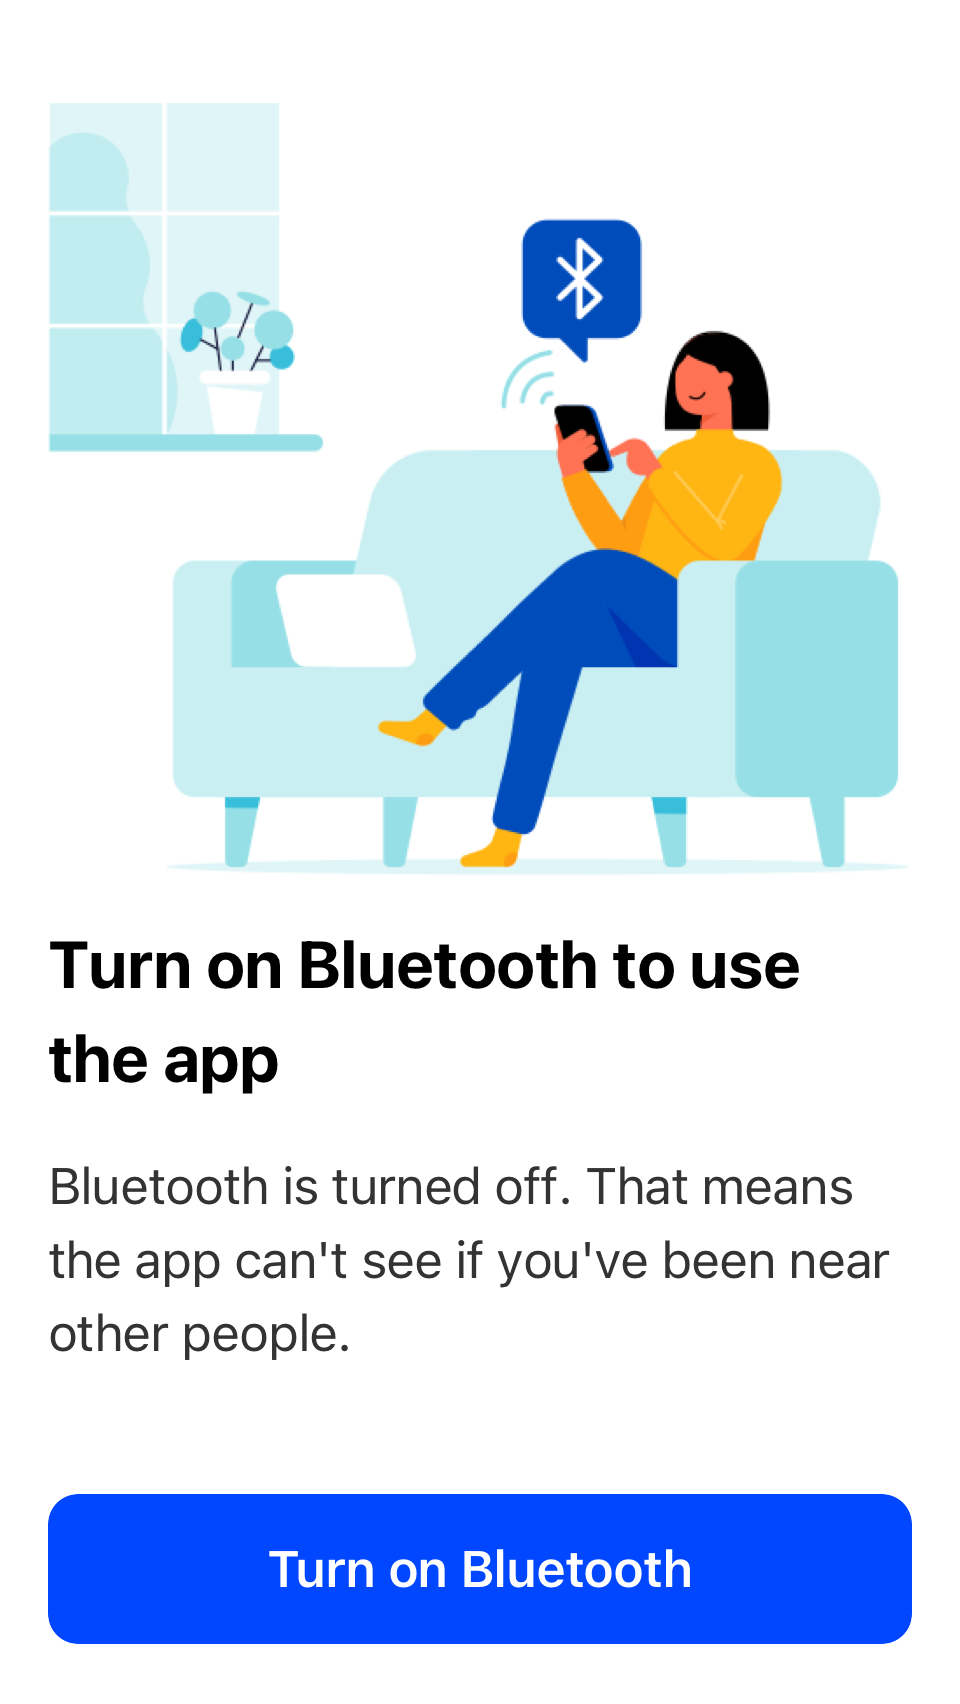 Turn on Bluetooth to use
the app
Bluetooth is turned off. That means
the app can't see if you've been near
other people.
Turn on Bluetooth